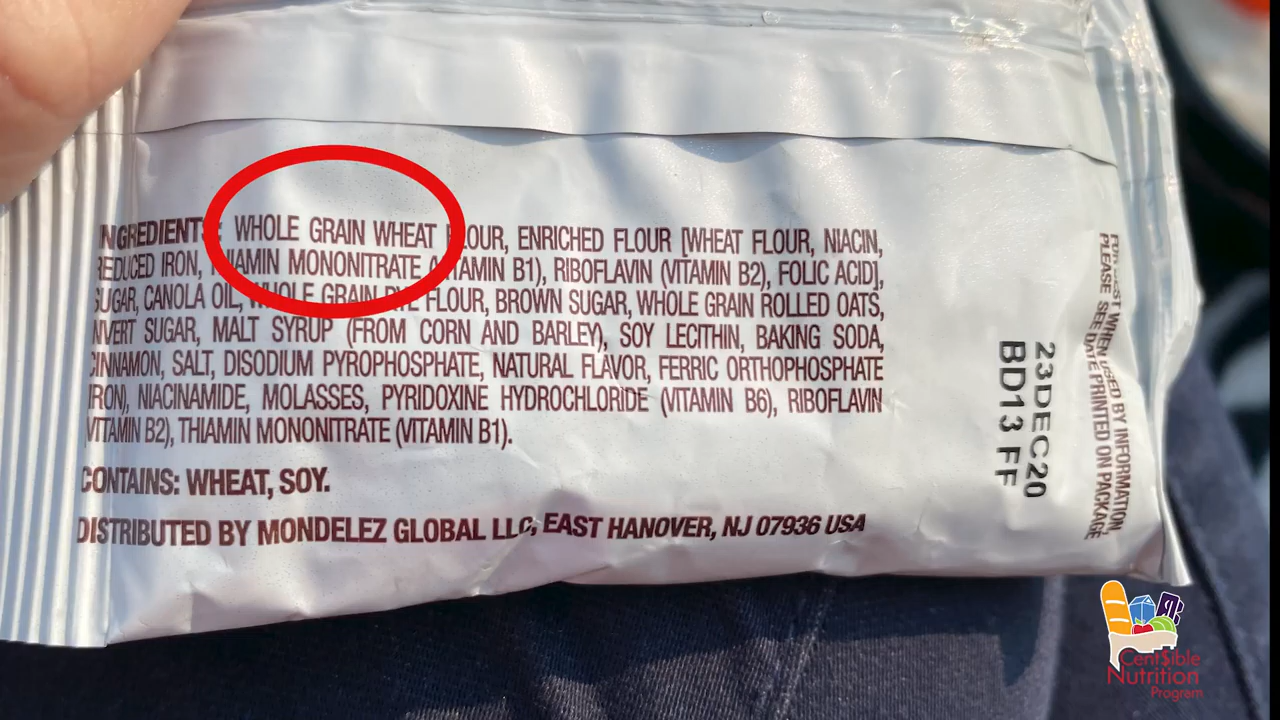 INGREDIENTS: WHOLE GRAIN WHEAT FLOUR, ENRICHED FLOUR [WHEAT FLOUR, NIACIN,
REDUCED IRON, THIAMIN MONONITRATE (VITAMIN B1), RIBOFLAVIN (VITAMIN B2), FOLIC ACID],
SUGAR, CANOLA OIL, WHOLE GRAIN RYE FLOUR, BROWN SUGAR, WHOLE GRAIN ROLLED OATS,
INVERT SUGAR, MALT SYRUP (FROM CORN AND BARLEY), SOY LECITHIN, BAKING SODA,
CINNAMON, SALT, DISODIUM PYROPHOSPHATE, NATURAL FLAVOR, FERRIC ORTHOPHOSPHATE
(IRON), NIACINAMIDE, MOLASSES, PYRIDOXINE HYDROCHLORIDE (VITAMIN B6), RIBOFLAVIN
(VITAMIN B2), THIAMIN MONONITRATE (VITAMIN B1).
CONTAINS: WHEAT, SOY.
DISTRIBUTED BY MONDELEZ GLOBAL LLC, EAST HANOVER, NJ 07936 USA
23DEC20
BD13 FF
FOR BEST WHEN USED BY INFORMATION,
PLEASE SEE DATE PRINTED ON PACKAGE
Cent$ible
Nutrition
Program